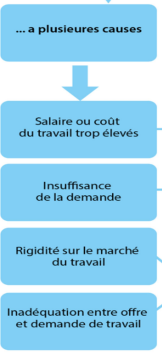 ... a plusieures causes
Salaire ou coût
du travail trop élevés
Insuffisance
de la demande
Rigidité sur le marché
du travail
Inadéquation entre offre
et demande de travail